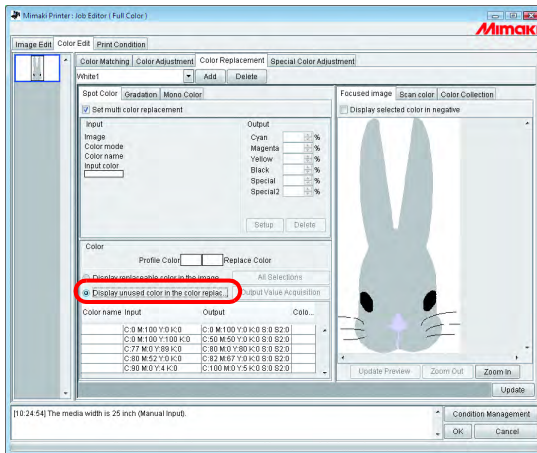 Mimaki Printer : Job Editor ( Full Color )
Mimaki
Image Edit Color Edit Print Condition
Color Matching Color Adjustment Color Replacement Special Color Adjustment
White1 Add Delete
Spot Color Gradation Mono Color
Set multi color replacement
Input Output
Image Cyan %
Color mode Magenta %
Color name Yellow %
Input color Black %
Special %
Special2 %
Setup Delete
Color
Profile Color Replace Color
Display replaceable color in the image All Selections
Display unused color in the color replac... Output Value Acquisition
Color name Input Output Colo...
C:0 M:100 Y:0 K:0 C:0 M:100 Y:0 K:0 S:0 S2:0
C:0 M:100 Y:100 K:0 C:50 M:50 Y:0 K:0 S:0 S2:0
C:77 M:0 Y:89 K:0 C:80 M:0 Y:80 K:0 S:0 S2:0
C:80 M:52 Y:0 K:0 C:82 M:67 Y:0 K:0 S:0 S2:0
C:90 M:0 Y:4 K:0 C:100 M:0 Y:5 K:0 S:0 S2:0
Focused image Scan color Color Collection
Display selected color in negative
Update Preview Zoom Out Zoom In
Update
[10:24:54] The media width is 25 inch (Manual Input).
Condition Management
OK Cancel